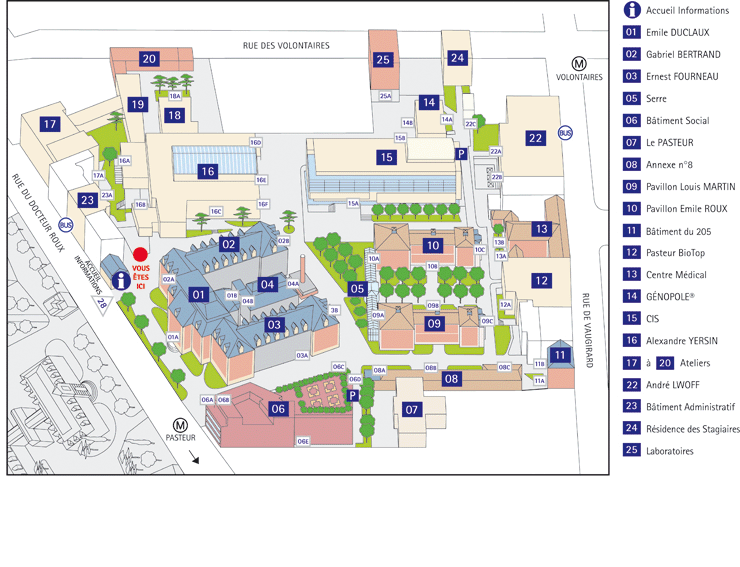 RUE DES VOLONTAIRES
20
25
24
M
VOLONTAIRES
19
18A
18
17
25A
14
14A
14B
22C
22
BUS
16D
15B
P
16A
17A
16
15
22A
22B
16E
23A
23
16B
16C
16F
15A
RUE DU DOCTEUR ROUX
BUS
02
02B
10
10C
13
13B
13A
VOUS
ÊTES
ICI
ACCUEIL
INFORMATIONS
i
28
02A
01
04
04A
01B
04B
10A
10B
05
12
12A
RUE DE VAUGIRARD
01A
03
38
03A
09A
09B
09
09C
11
11B
11A
06C
06D
08A
08B
08C
08
06A
06B
06
P
07
06E
M
PASTEUR
i Accueil Informations
01 Emile DUCLAUX
02 Gabriel BERTRAND
03 Ernest FOURNEAU
05 Serre
06 Bâtiment Social
07 Le PASTEUR
08 Annexe n°8
09 Pavillon Louis MARTIN
10 Pavillon Emile ROUX
11 Bâtiment du 205
12 Pasteur BioTop
13 Centre Médical
14 GÉNOPOLE®
15 CIS
16 Alexandre YERSIN
17 à 20 Ateliers
22 André LWOFF
23 Bâtiment Administratif
24 Résidence des Stagiaires
25 Laboratoires